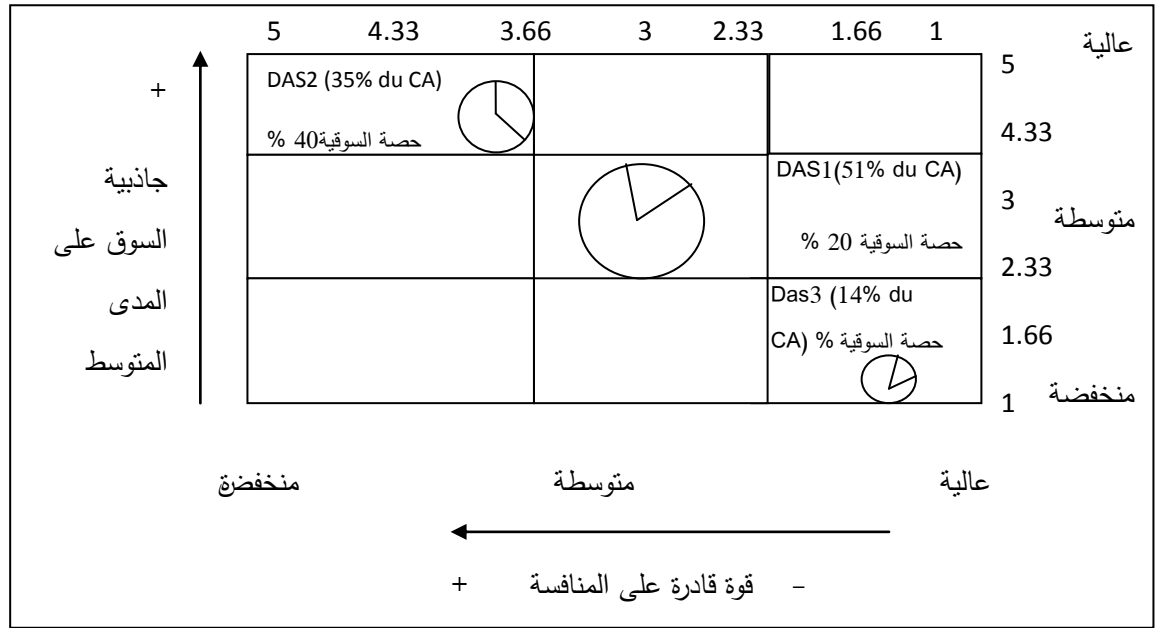 5 4.33 3.66 3 2.33 1.66 1
عالية
5
4.33
3
متوسطة
2.33
1.66
منخفضة
1
+
جاذبية
السوق على
المدى
المتوسط
DAS2 (35% du CA)
حصة السوقية40 %
DAS1(51% du CA)
حصة السوقية 20 %
Das3 (14% du
CA) حصة السوقية %
عالية متوسطة منخفضة
– قوة قادرة على المنافسة +